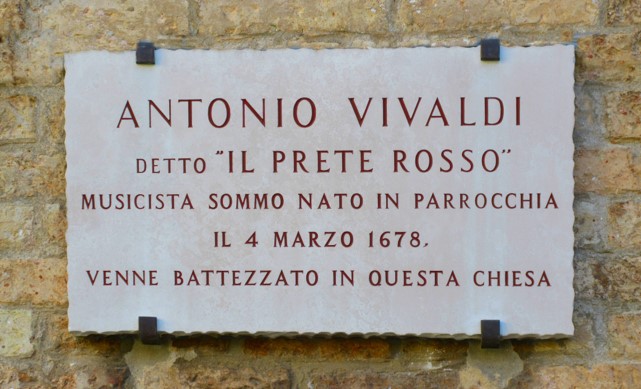 ANTONIO VIVALDI
DETTO "IL PRETE ROSSO"
MUSICISTA SOMMO NATO IN PARROCCHIA
IL 4 MARZO 1678.
VENNE BATTEZZATO IN QUESTA CHIESA